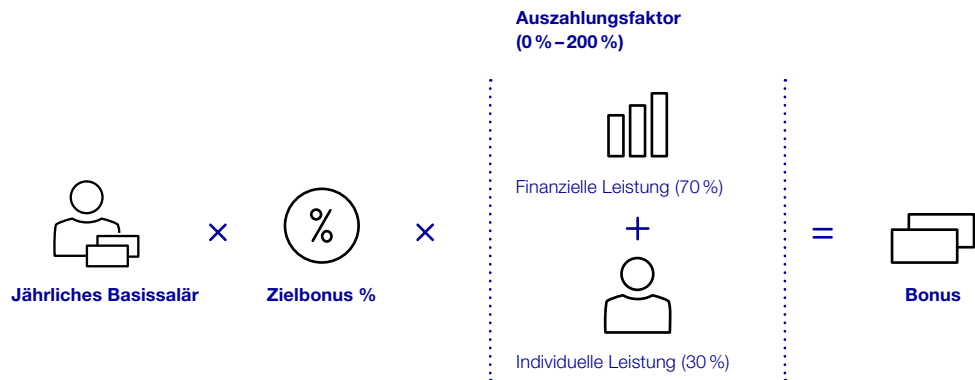 Auszahlungsfaktor
(0 % – 200 %)
Finanzielle Leistung (70 %)
+
× % × =
Jährliches Basissalär
Zielbonus %
Bonus
Individuelle Leistung (30 %)